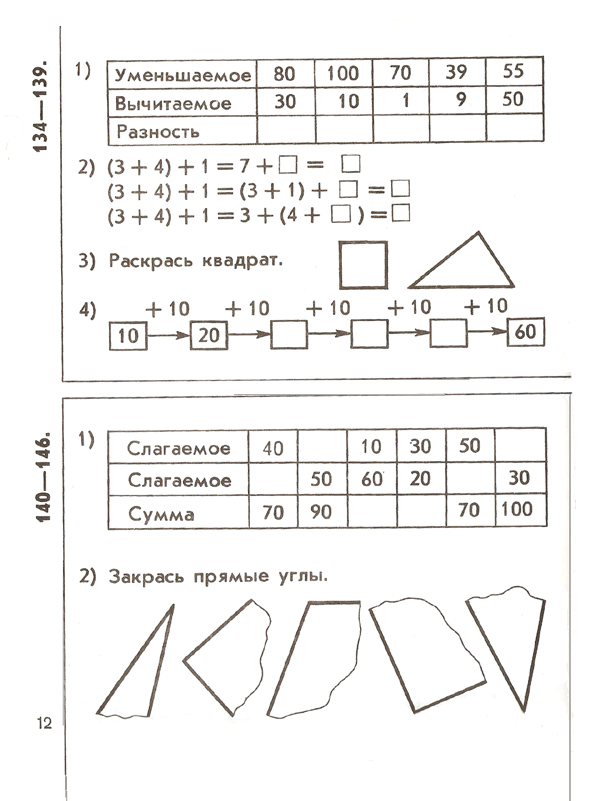 134—139.
1) Уменьшаемое 80 100 70 39 55
Вычитаемое 30 10 1 9 50
Разность
2) (3 + 4) + 1 = 7 + □ = □
(3 + 4) + 1 = (3 + 1) + □ = □
(3 + 4) + 1 = 3 + (4 + □ ) = □
3) Раскрась квадрат.
4) + 10 + 10 + 10 + 10 + 10
10 20 60
140—146.
1) Слагаемое 40 10 30 50
Слагаемое 50 60 20 30
Сумма 70 90 70 100
2) Закрась прямые углы.
12